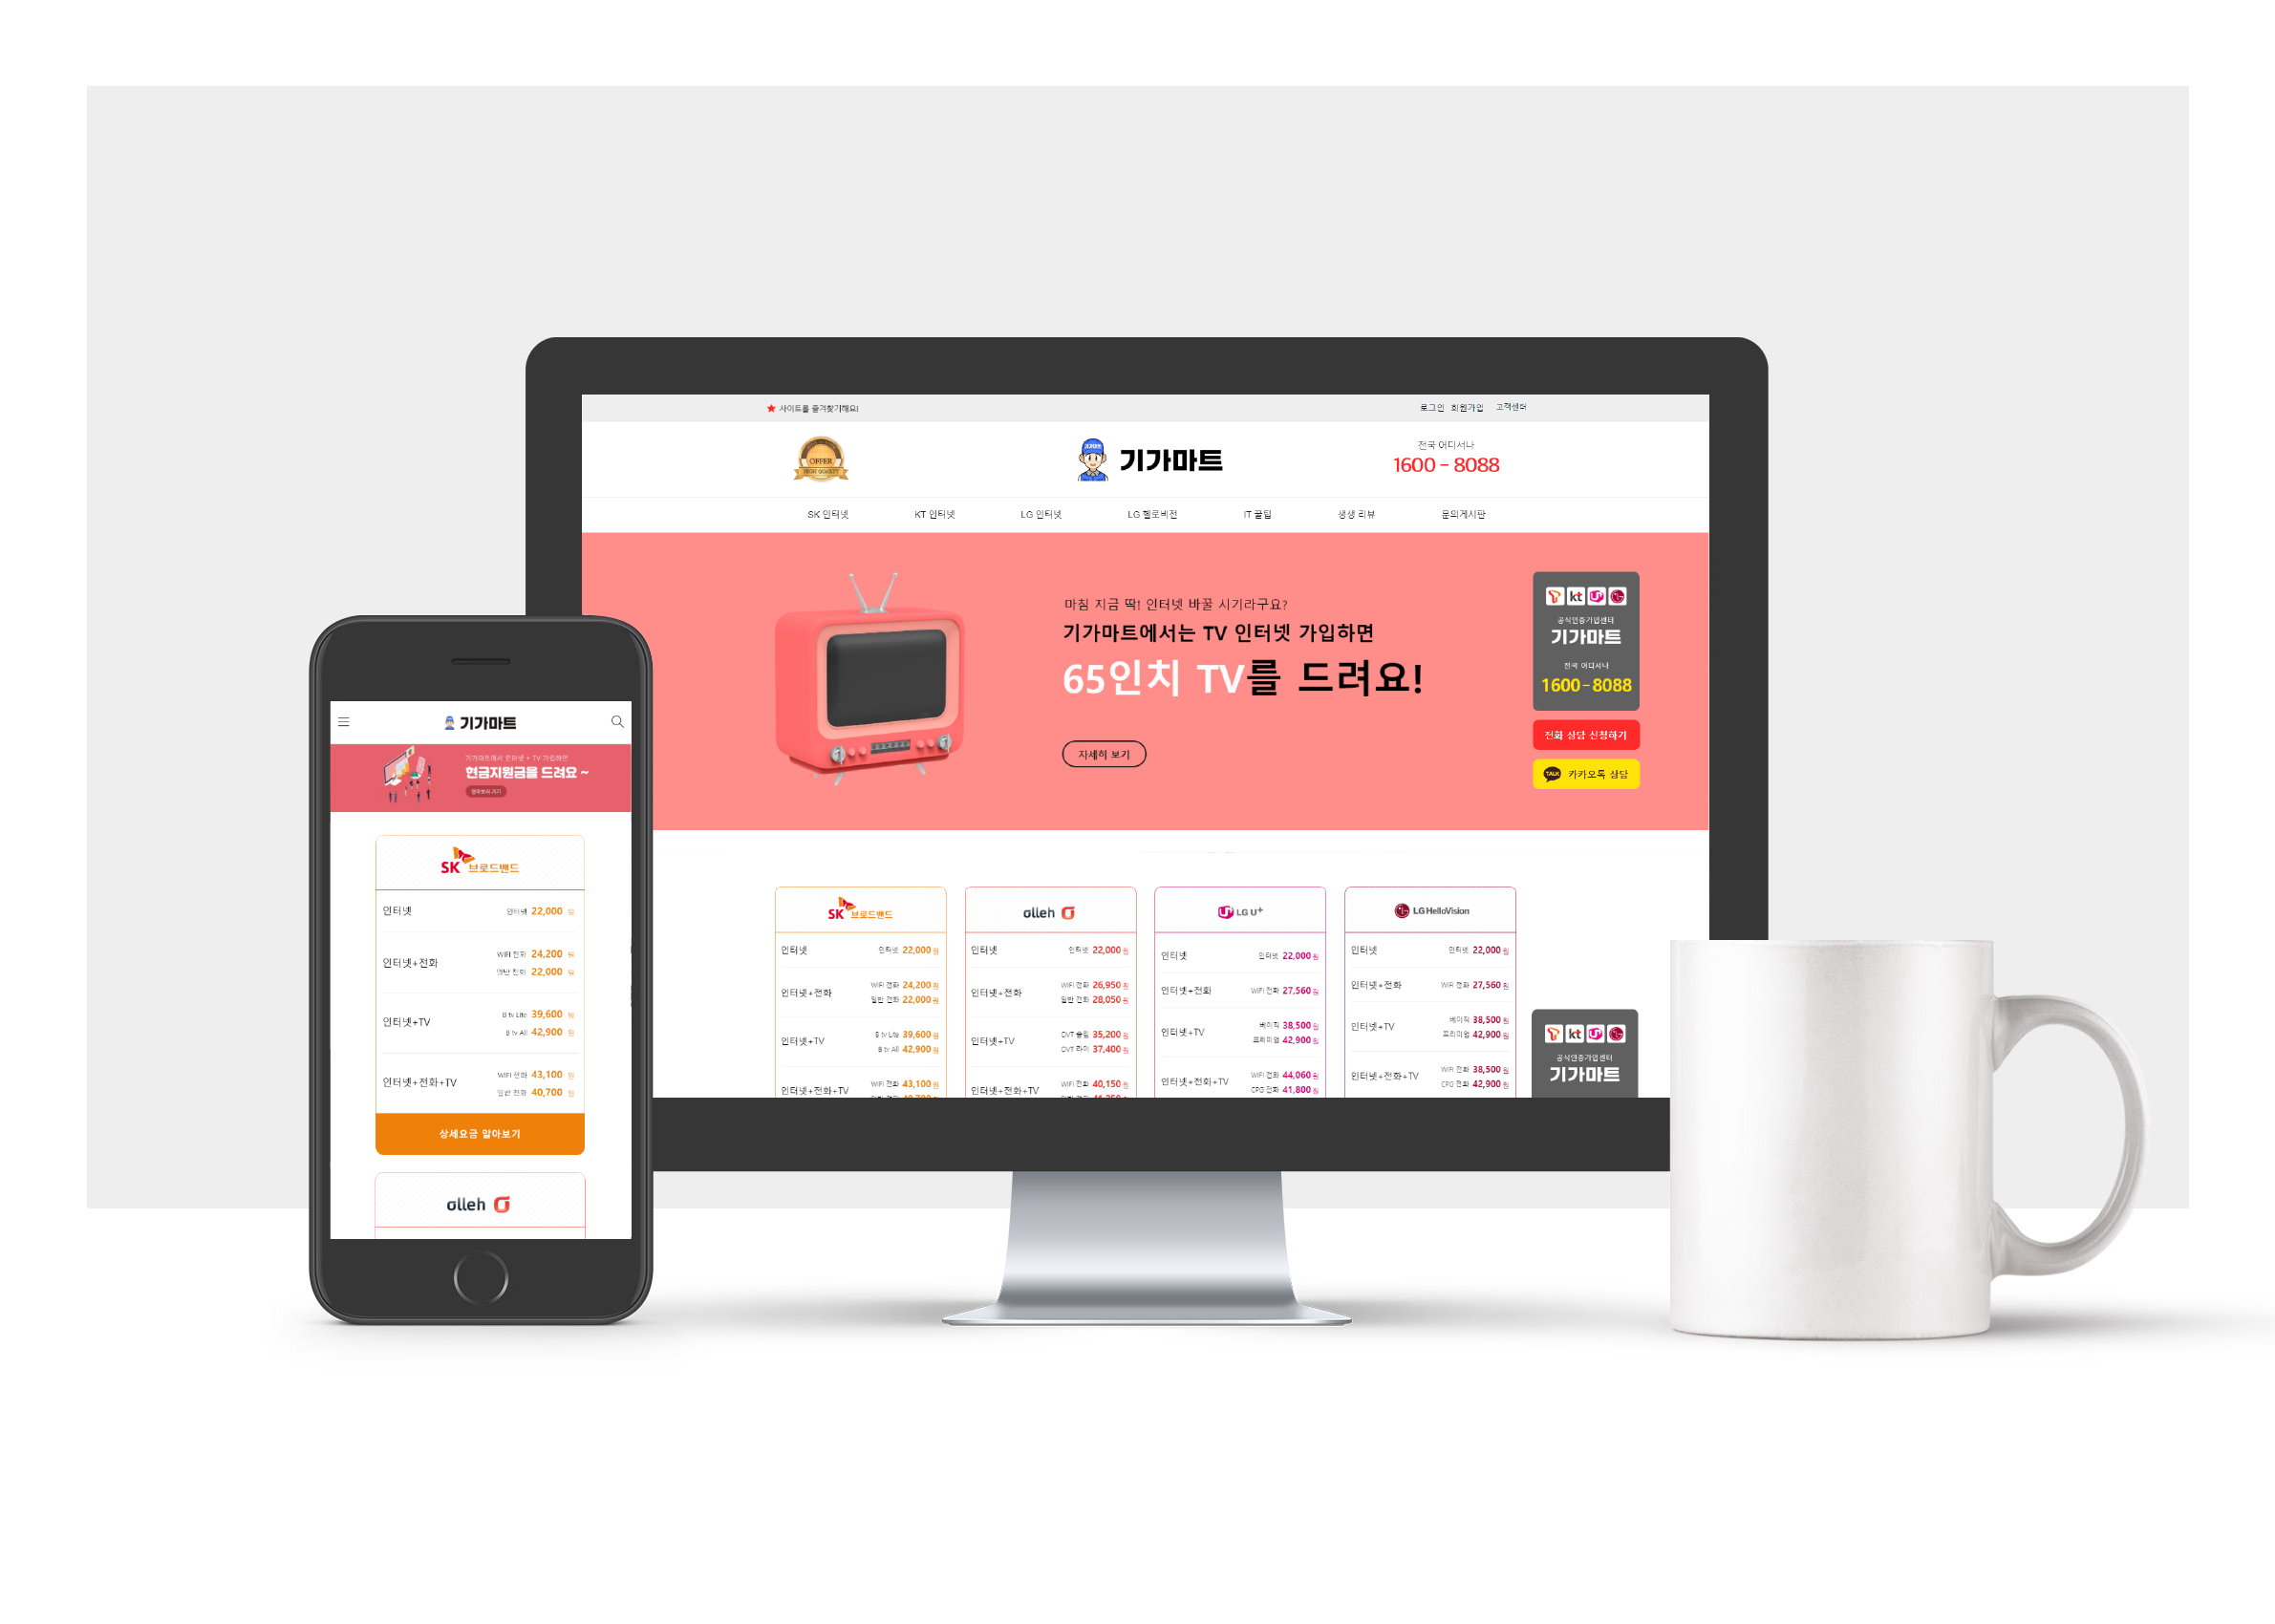 ★ 사이트를 즐겨찾기해요!
로그인 회원가입 고객센터
OFFER
HIGH QUALITY
기가마트
전국 어디서나
1600 - 8088
SK 인터넷 KT 인터넷 LG 인터넷 LG 헬로비전 IT 꿀팁 생생 리뷰 문의게시판
마침 지금 딱! 인터넷 바꿀 시기라구요?
기가마트에서는 TV 인터넷 가입하면
65인치 TV를 드려요!
자세히 보기
kt
공식인증가입센터
기가마트
전국 어디서나
1600-8088
전화 상담 신청하기
TALK 카카오톡 상담
SK 브로드밴드
인터넷 인터넷 22,000 원
인터넷+전화 WiFi 전화 24,200 원
일반 전화 22,000 원
인터넷+TV B tv Lite 39,600 원
B tv All 42,900 원
인터넷+전화+TV WiFi 전화 43,100 원
olleh
인터넷 인터넷 22,000 원
인터넷+전화 WiFi 전화 26,950 원
일반 전화 28,050 원
인터넷+TV OVT 슬림 35,200 원
OVT 라이 37,400 원
인터넷+전화+TV WiFi 전화 40,150 원
LG U+
인터넷 인터넷 22,000 원
인터넷+전화 WiFi 전화 27,560 원
인터넷+TV 베이직 38,500 원
프리미엄 42,900 원
인터넷+전화+TV WiFi 전화 44,060 원
CPG 전화 41,800 원
LG HelloVision
인터넷 인터넷 22,000 원
인터넷+전화 WiFi 전화 27,560 원
인터넷+TV 베이직 38,500 원
프리미엄 42,900 원
인터넷+전화+TV WiFi 전화 38,500 원
CPG 전화 42,900 원
kt
공식인증가입센터
기가마트
기가마트
기가마트에서 인터넷 + TV 가입하면
현금지원금을 드려요 ~
SK 브로드밴드
인터넷 인터넷 22,000 원
인터넷+전화 WiFi 전화 24,200 원
일반 전화 22,000 원
인터넷+TV B tv Lite 39,600 원
B tv All 42,900 원
인터넷+전화+TV WiFi 전화 43,100 원
일반 전화 40,700 원
상세요금 알아보기
olleh